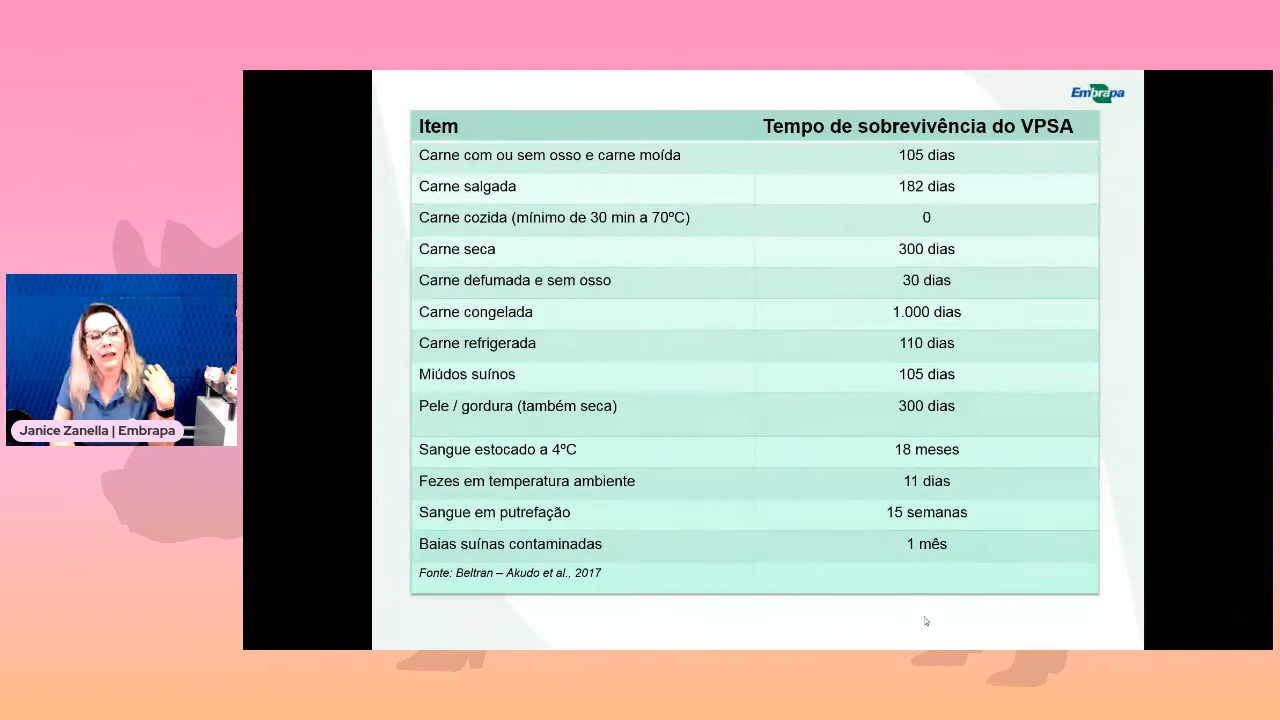 Embrapa
Item Tempo de sobrevivência do VPSA
Carne com ou sem osso e carne moída 105 dias
Carne salgada 182 dias
Carne cozida (mínimo de 30 min a 70ºC) 0
Carne seca 300 dias
Carne defumada e sem osso 30 dias
Carne congelada 1.000 dias
Carne refrigerada 110 dias
Miúdos suínos 105 dias
Pele / gordura (também seca) 300 dias
Sangue estocado a 4ºC 18 meses
Fezes em temperatura ambiente 11 dias
Sangue em putrefação 15 semanas
Baias suínas contaminadas 1 mês
Fonte: Beltran – Akudo et al., 2017
Janice Zanella | Embrapa